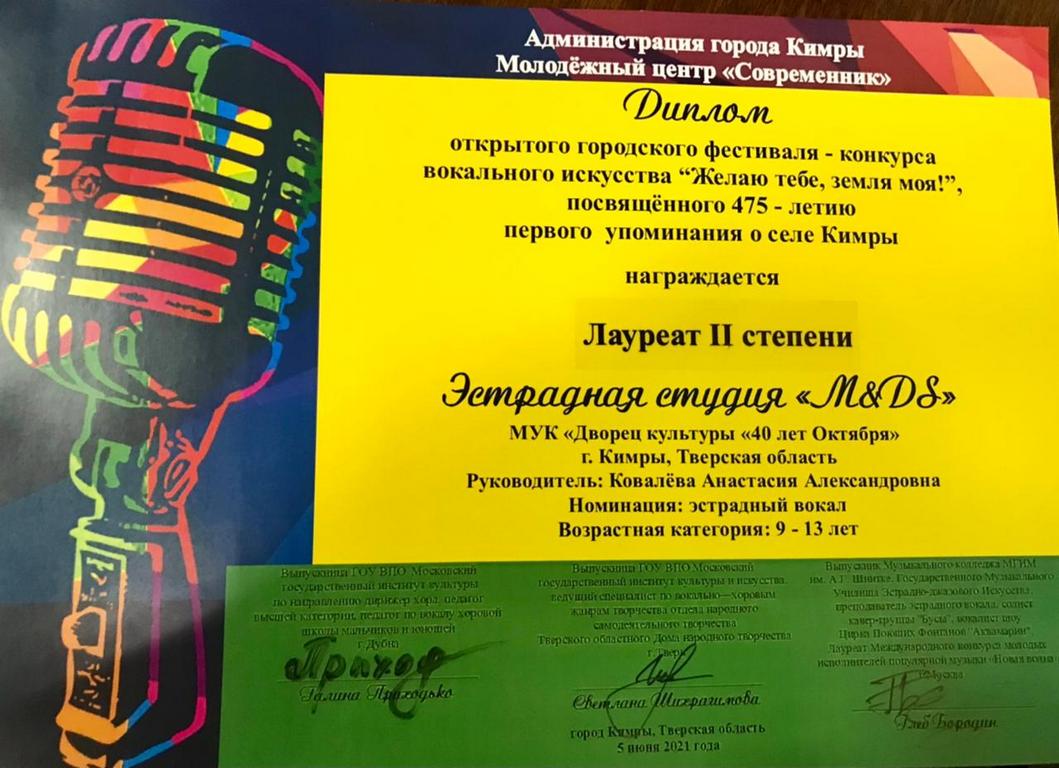 Администрация города Кимры
Молодёжный центр «Современник»
Диплом
открытого городского фестиваля - конкурса
вокального искусства “Желаю тебе, земля моя!”,
посвящённого 475 - летию
первого упоминания о селе Кимры
награждается
Лауреат II степени
Эстрадная студия «M&DS»
МУК «Дворец культуры «40 лет Октября»
г. Кимры, Тверская область
Руководитель: Ковалёва Анастасия Александровна
Номинация: эстрадный вокал
Возрастная категория: 9 - 13 лет
Выпускница ГОУ ВПО Московский
государственный институт культуры
по направлению дирижер хора, педагог
высшей категории, педагог по вокалу хоровой
школы мальчиков и юношей
г.Дубна
Приход
Галина Приходько
Выпускница ГОУ ВПО Московский
государственный институт культуры и искусства,
ведущий специалист по вокально—хоровым
жанрам творчества отдела народного
самодеятельного творчества
Тверского областного Дома народного творчества
г.Тверь
Светлана Шихрагимова
город Кимры, Тверская область
5 июня 2021 года
Выпускник Музыкального колледжа МГИМ
им. А.Г. Шнитке, Государственного Музыкального
Училища Эстрадно-джазового Искусства,
преподаватель эстрадного вокала, солист
кавер-группы "Бусы", вокалист шоу
Цирка Поющих Фонтанов "Аквамарин".
Лауреат Международного конкурса молодых
исполнителей популярной музыки «Новая волна
г.Москва
Глеб Бородин